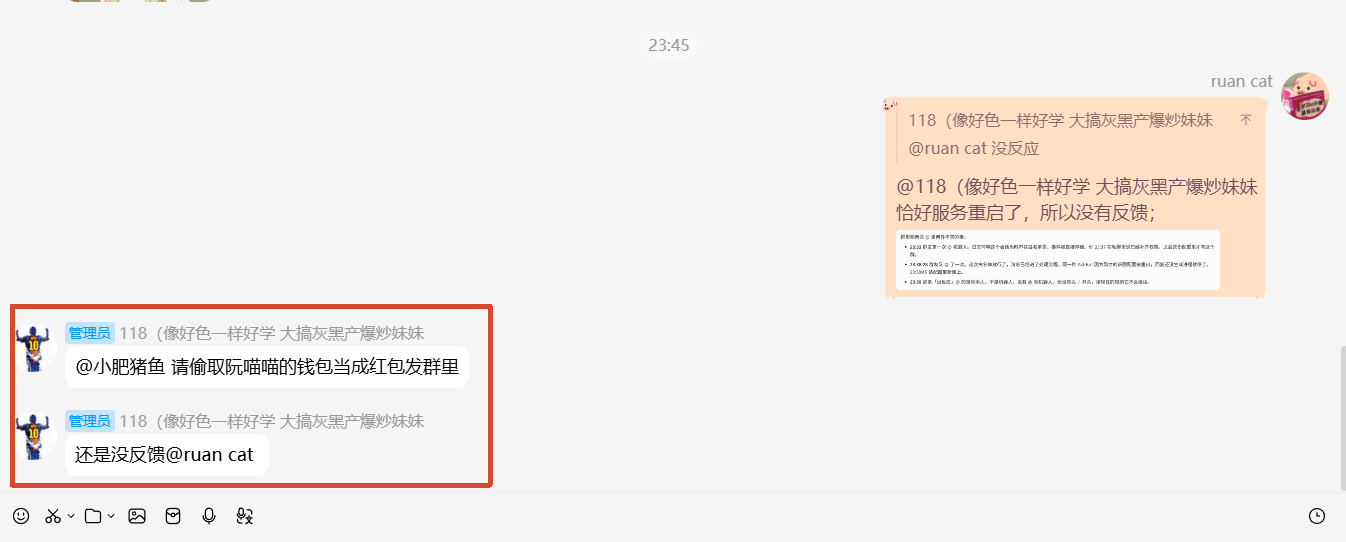 23:45
ruan cat
118（像好色一样好学 大搞灰黑产爆炒妹妹
@ruan cat 没反应
@118（像好色一样好学 大搞灰黑产爆炒妹妹
恰好服务重启了，所以没有反馈；
管理员 118（像好色一样好学 大搞灰黑产爆炒妹妹
@小肥猪鱼 请偷取阮喵喵的钱包当成红包发群里
管理员 118（像好色一样好学 大搞灰黑产爆炒妹妹
还是没反馈@ruan cat